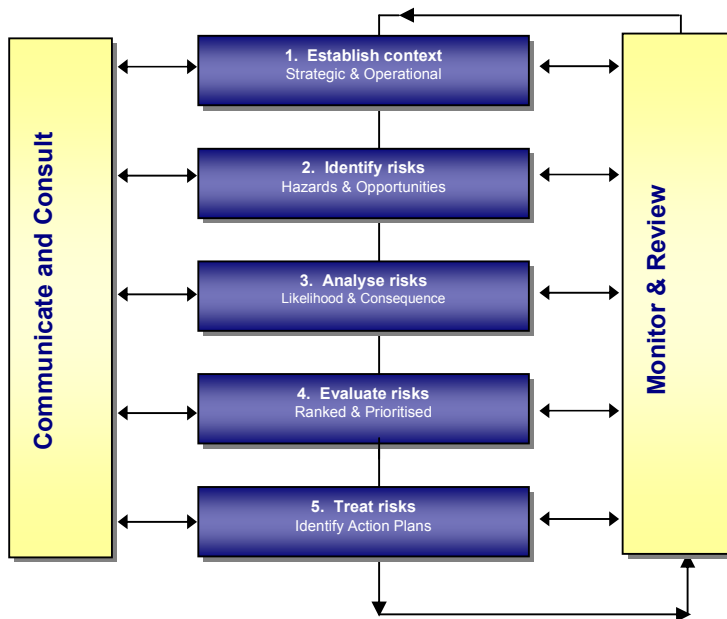 Communicate and Consult
1. Establish context
Strategic & Operational
2. Identify risks
Hazards & Opportunities
3. Analyse risks
Likelihood & Consequence
4. Evaluate risks
Ranked & Prioritised
5. Treat risks
Identify Action Plans
Monitor & Review